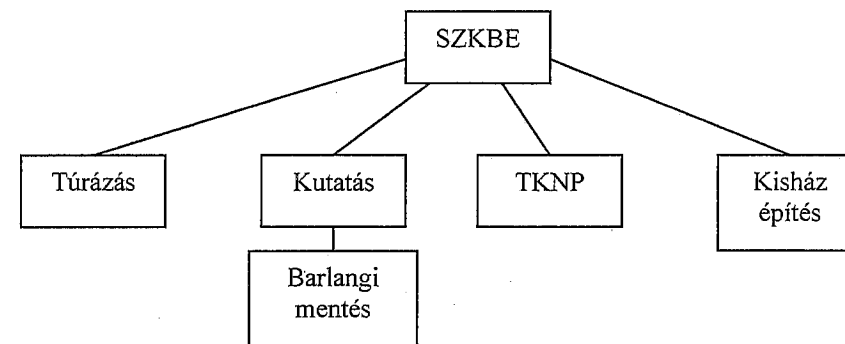 SZKBE
Túrázás
Kutatás
TKNP
Kisház
építés
Barlangi
mentés